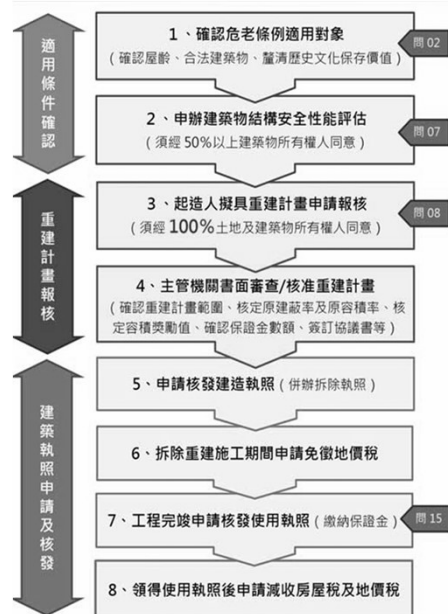 適用條件確認
1、確認危老條例適用對象
(確認屋齡、合法建築物、釐清歷史文化保存價值)
問 02
2、申辦建築物結構安全性能評估
(須經 50%以上建築物所有權人同意)
問 07
重建計畫報核
3、起造人擬具重建計畫申請報核
(須經 100%土地及建築物所有權人同意)
問 08
4、主管機關書面審查/核准重建計畫
(確認重建計畫範圍、核定原建蔽率及原容積率、核
定容積獎勵值、確認保證金數額、簽訂協議書等)
建築執照申請及核發
5、申請核發建造執照(併辦拆除執照)
6、拆除重建施工期間申請免徵地價稅
7、工程完竣申請核發使用執照(繳納保證金)
問 15
8、領得使用執照後申請減收房屋稅及地價稅